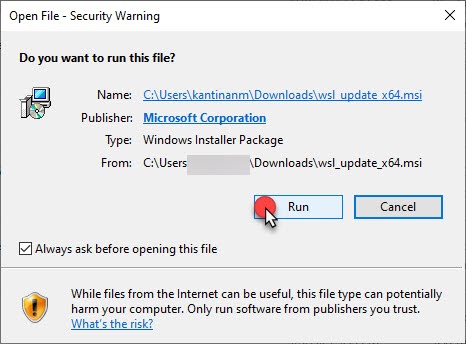 Open File - Security Warning
Do you want to run this file?
Name: C:\Users\kantinanm\Downloads\wsl_update_x64.msi
Publisher: Microsoft Corporation
Type: Windows Installer Package
From: C:\Users \Downloads\wsl_update_x64.msi
Run Cancel
Always ask before opening this file
While files from the Internet can be useful, this file type can potentially
harm your computer. Only run software from publishers you trust.
What's the risk?